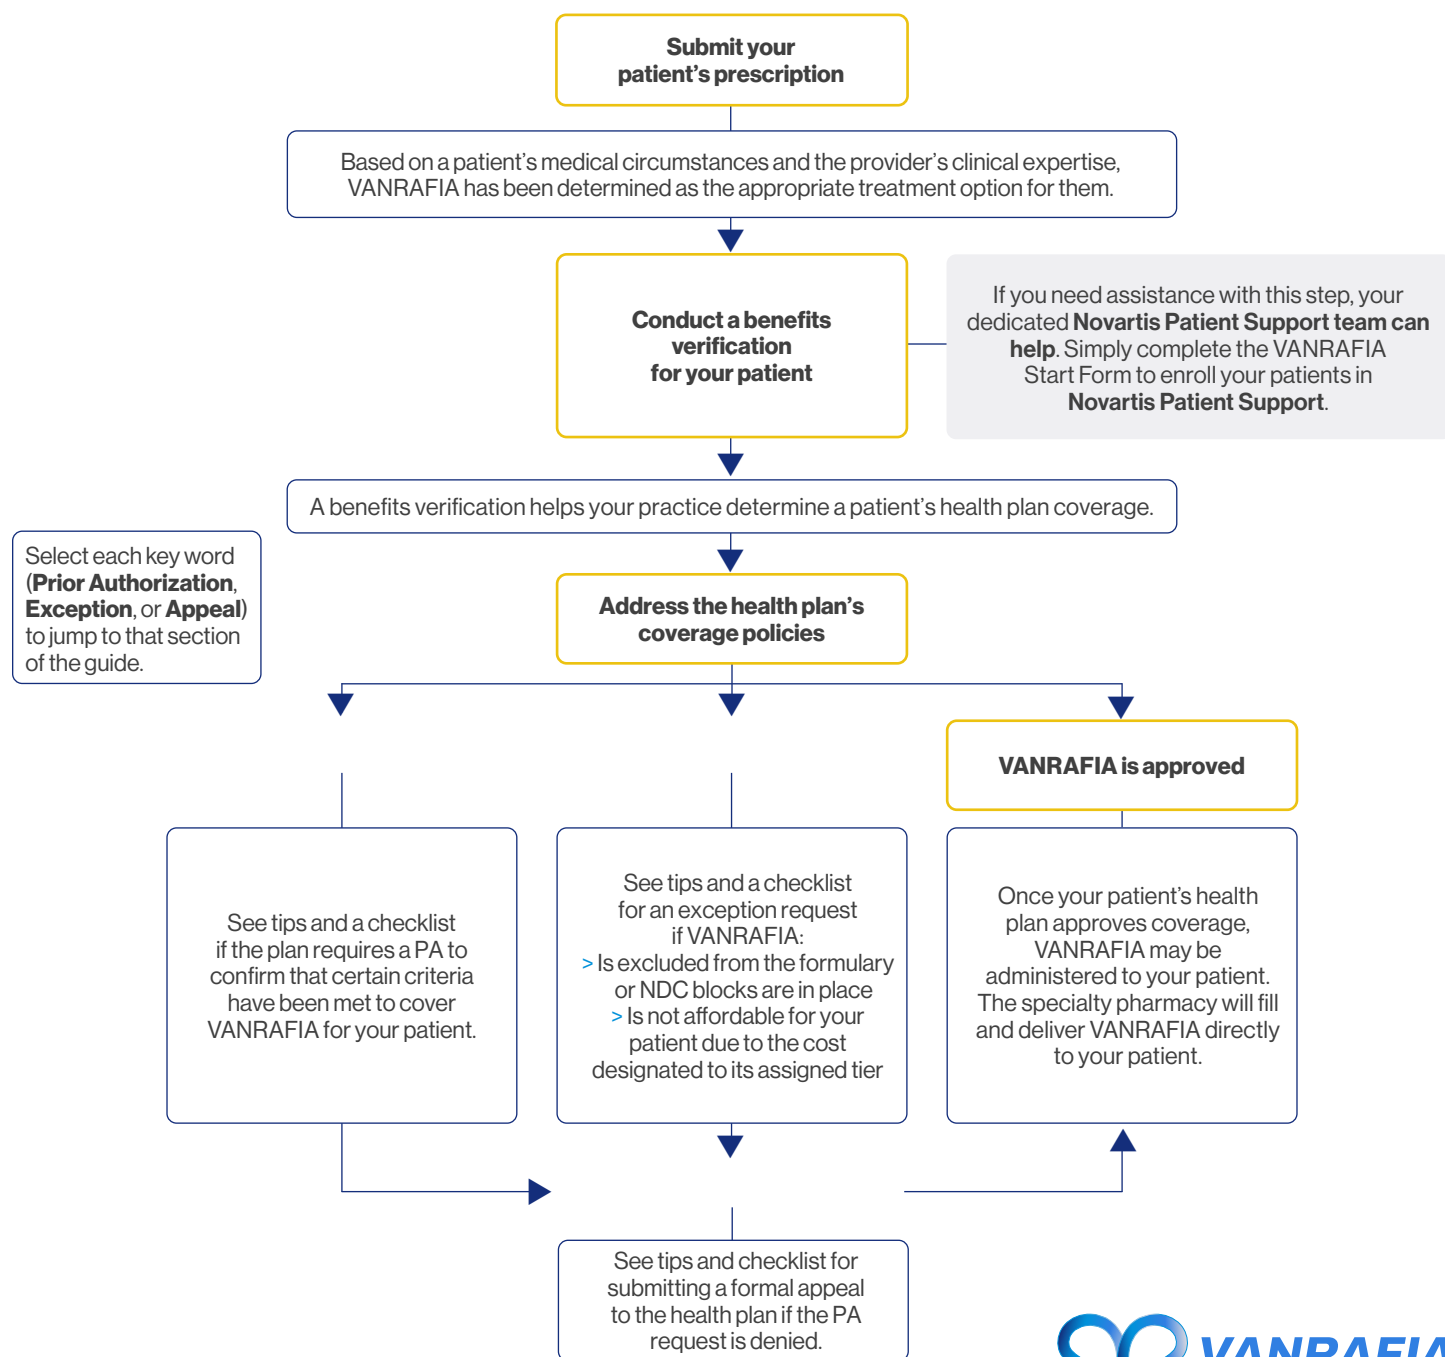 Submit your
patient's prescription
Based on a patient's medical circumstances and the provider's clinical expertise,
VANRAFIA has been determined as the appropriate treatment option for them.
Conduct a benefits
verification
for your patient
If you need assistance with this step, your
dedicated Novartis Patient Support team can
help. Simply complete the VANRAFIA
Start Form to enroll your patients in
Novartis Patient Support.
A benefits verification helps your practice determine a patient's health plan coverage.
Select each key word
(Prior Authorization,
Exception, or Appeal)
to jump to that section
of the guide.
Address the health plan's
coverage policies
VANRAFIA is approved
See tips and a checklist
if the plan requires a PA to
confirm that certain criteria
have been met to cover
VANRAFIA for your patient.
See tips and a checklist
for an exception request
if VANRAFIA:
> Is excluded from the formulary
or NDC blocks are in place
> Is not affordable for your
patient due to the cost
designated to its assigned tier
Once your patient's health
plan approves coverage,
VANRAFIA may be
administered to your patient.
The specialty pharmacy will fill
and deliver VANRAFIA directly
to your patient.
See tips and checklist for
submitting a formal appeal
to the health plan if the PA
request is denied.
VANRAFIA